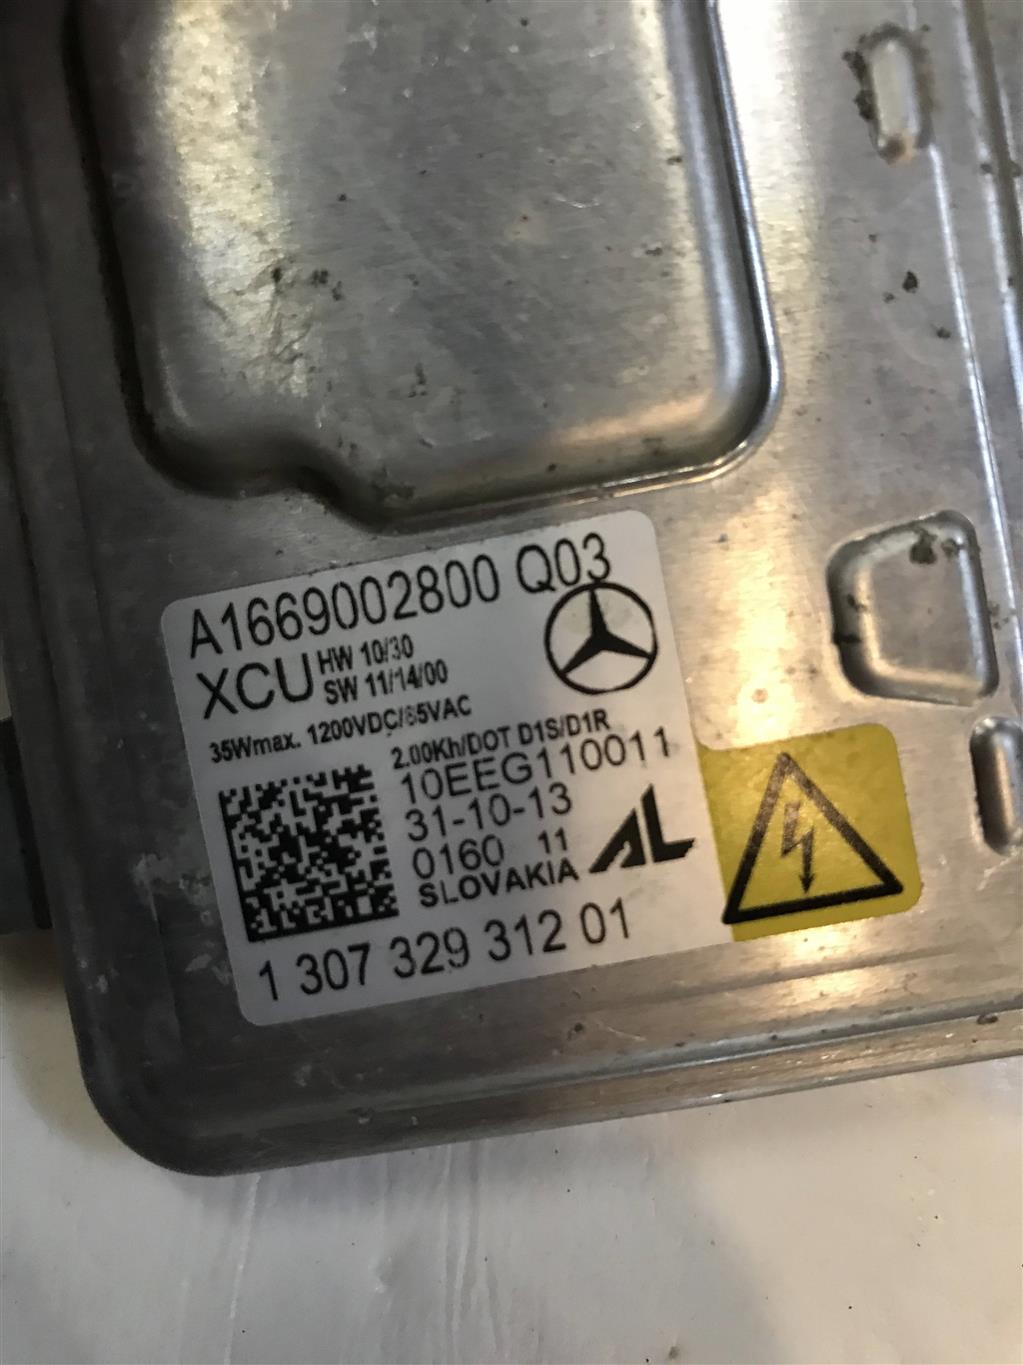 A1669002800 Q03
XCU HW 10/30
SW 11/14/00
35Wmax. 1200VDC/85VAC
2.00Kh/DOT D1S/D1R
10EEG110011
31-10-13
0160 11
SLOVAKIA AL
1 307 329 312 01